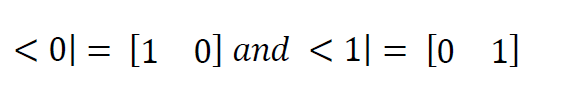 < 0| = [1 0] and < 1| = [0 1]